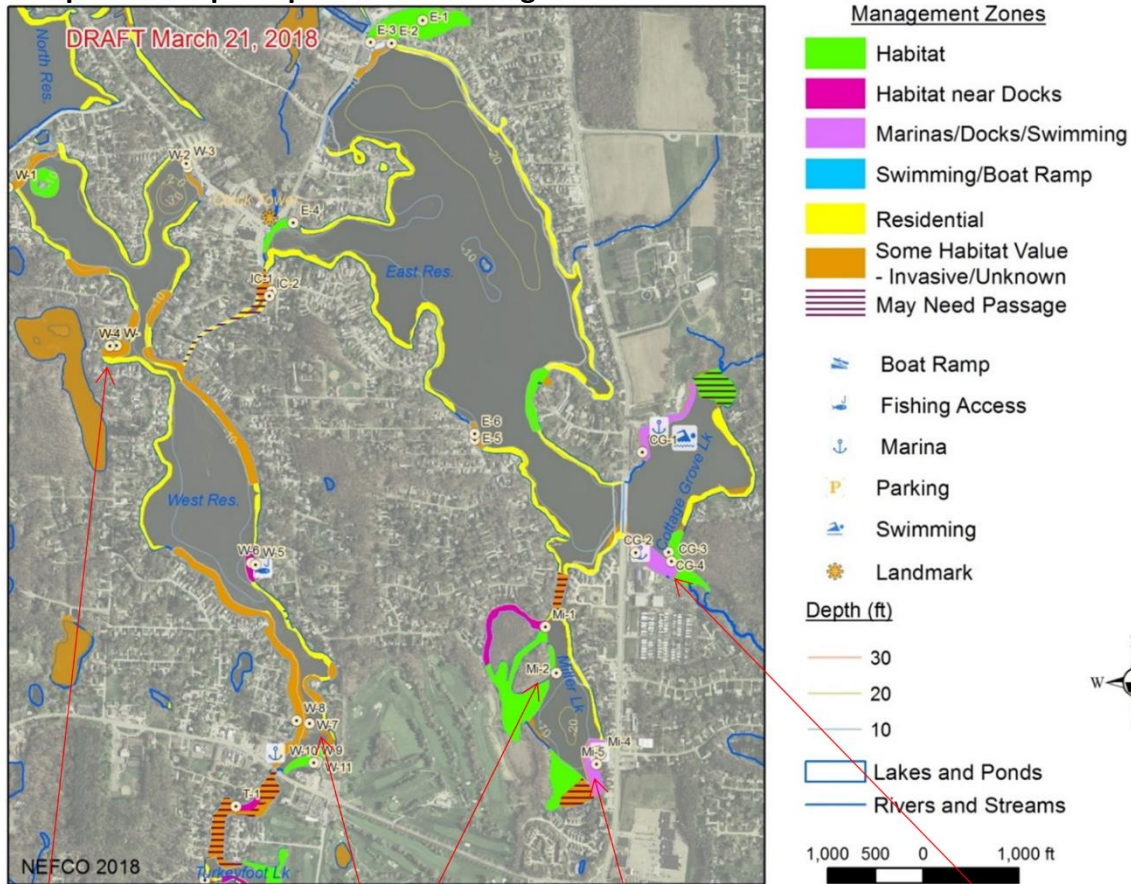 DRAFT March 21, 2018
North Res.
E-1
E-3 E-2
W-2 W-3
W-1
E-4
IC-1 IC-2
East Res.
W-4 W-
E-6
E-5
CG-1
Cottage Grove Lk
West Res.
W-6 W-5
CG-2
CG-3
CG-4
Mi-1
Mi-2
Miller Lk
W-8
W-7
Mi-4
Mi-5
W-10 W-9
W-11
T-1
Turkeyfoot Lk
NEFCO 2018
Management Zones
Habitat
Habitat near Docks
Marinas/Docks/Swimming
Swimming/Boat Ramp
Residential
Some Habitat Value
- Invasive/Unknown
May Need Passage
Boat Ramp
Fishing Access
Marina
P Parking
Swimming
Landmark
Depth (ft)
30
20
10
W
Lakes and Ponds
Rivers and Streams
1,000 500 0 1,000 ft